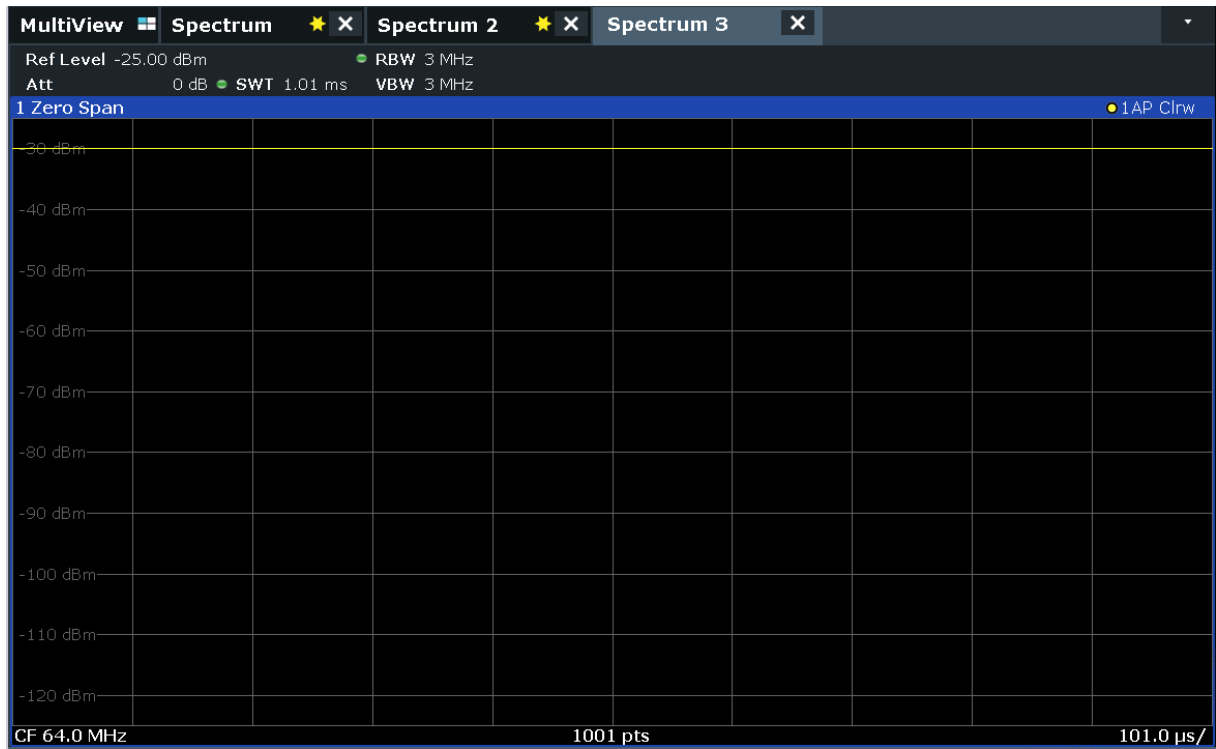 MultiView Spectrum Spectrum 2 Spectrum 3
Ref Level -25.00 dBm RBW 3 MHz
Att 0 dB SWT 1.01 ms VBW 3 MHz
1 Zero Span 1AP Clrw
-30 dBm
-40 dBm
-50 dBm
-60 dBm
-70 dBm
-80 dBm
-90 dBm
-100 dBm
-110 dBm
-120 dBm
CF 64.0 MHz 1001 pts 101.0 µs/